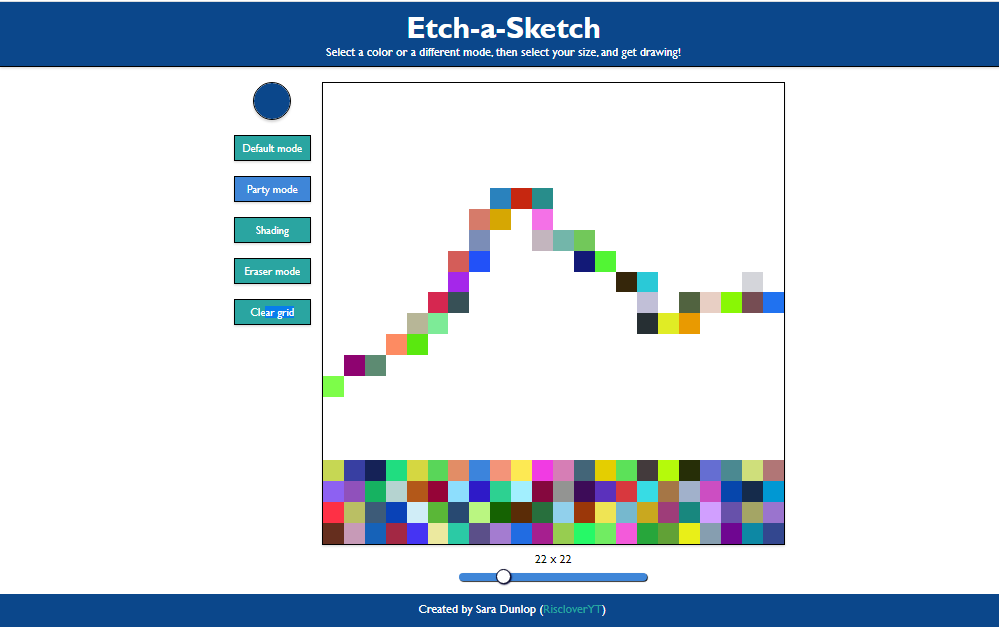 Etch-a-Sketch
Select a color or a different mode, then select your size, and get drawing!
Default mode
Party mode
Shading
Eraser mode
Clear grid
22 x 22
Created by Sara Dunlop (RiscloverYT)